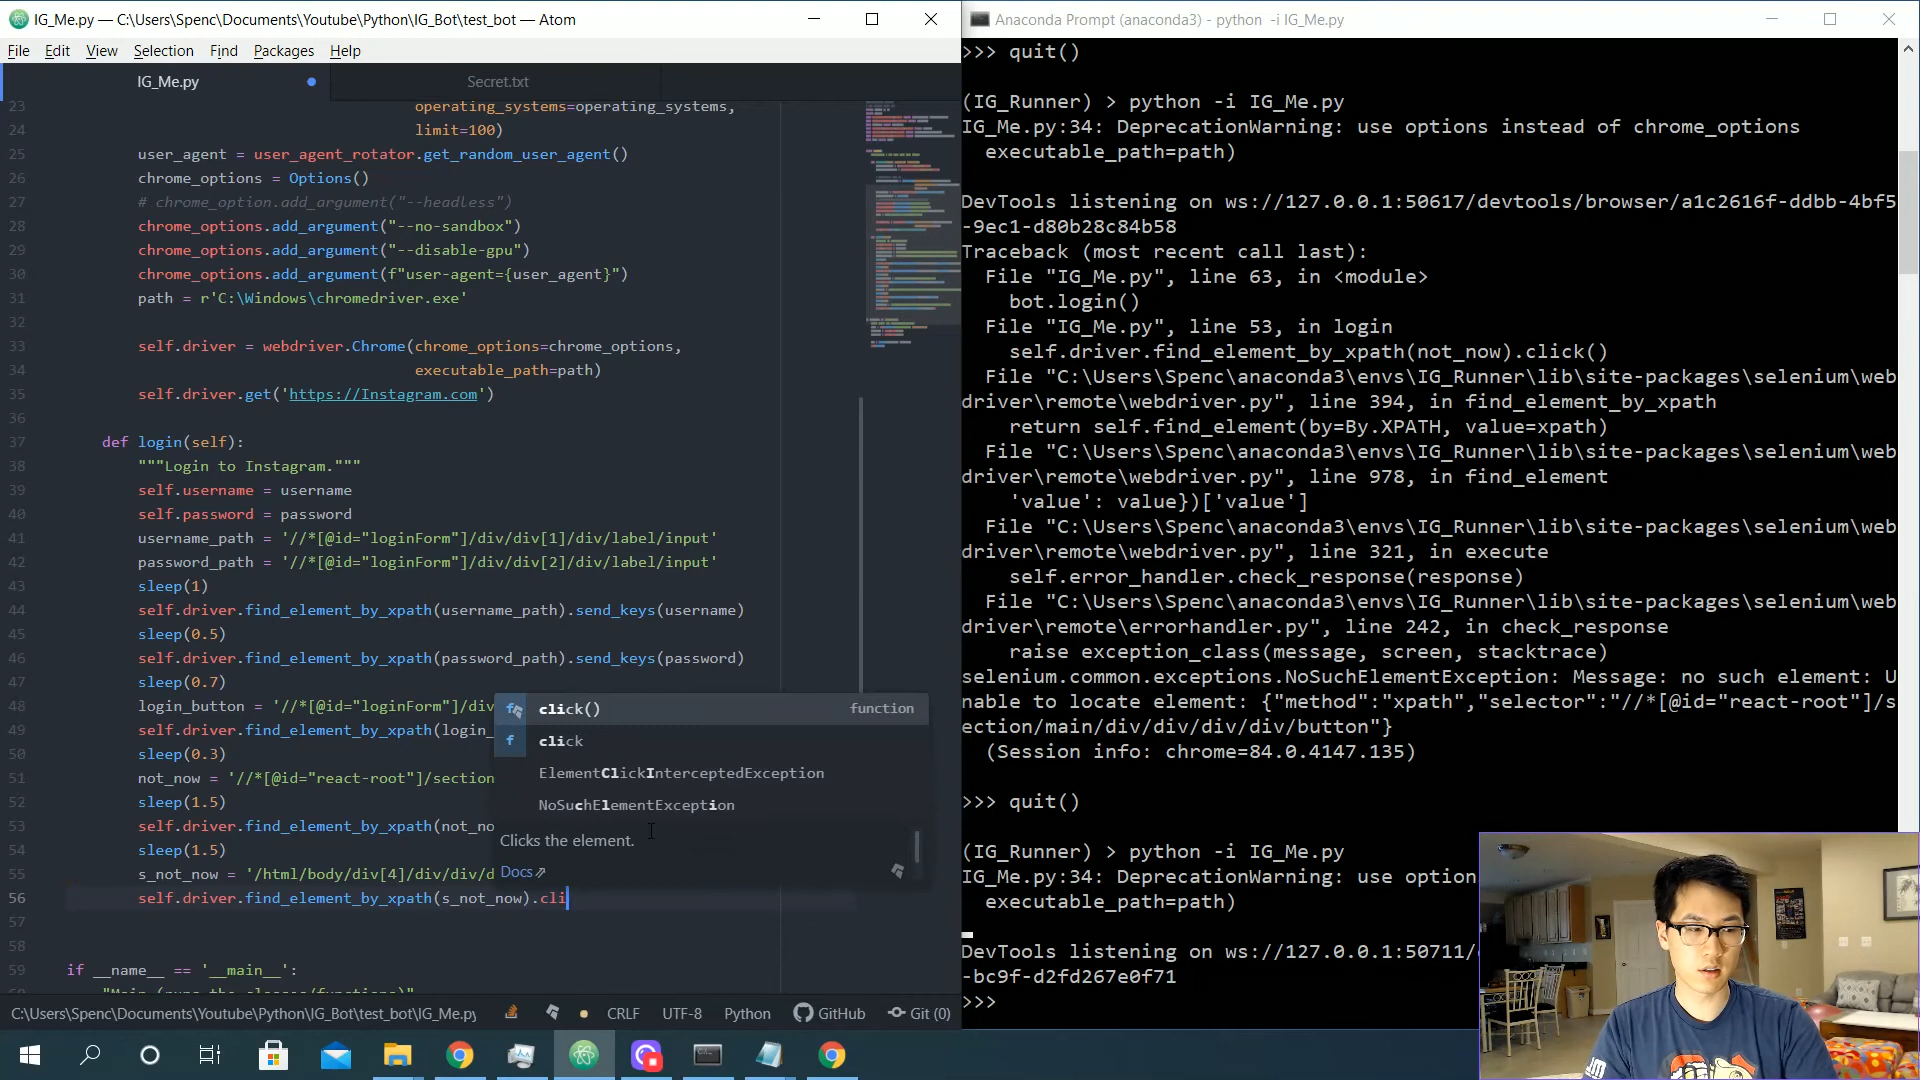 IG_Me.py — C:\Users\Spenc\Documents\Youtube\Python\IG_Bot\test_bot — Atom
File Edit View Selection Find Packages Help
IG_Me.py Secret.txt
23 operating_systems=operating_systems,
24 limit=100)
25 user_agent = user_agent_rotator.get_random_user_agent()
26 chrome_options = Options()
27 # chrome_option.add_argument("--headless")
28 chrome_options.add_argument("--no-sandbox")
29 chrome_options.add_argument("--disable-gpu")
30 chrome_options.add_argument(f"user-agent={user_agent}")
31 path = r'C:\Windows\chromedriver.exe'
32
33 self.driver = webdriver.Chrome(chrome_options=chrome_options,
34 executable_path=path)
35 self.driver.get('https://Instagram.com')
36
37 def login(self):
38 """Login to Instagram."""
39 self.username = username
40 self.password = password
41 username_path = '//*[@id="loginForm"]/div/div[1]/div/label/input'
42 password_path = '//*[@id="loginForm"]/div/div[2]/div/label/input'
43 sleep(1)
44 self.driver.find_element_by_xpath(username_path).send_keys(username)
45 sleep(0.5)
46 self.driver.find_element_by_xpath(password_path).send_keys(password)
47 sleep(0.7)
48 login_button = '//*[@id="loginForm"]/div
49 self.driver.find_element_by_xpath(login_
50 sleep(0.3)
51 not_now = '//*[@id="react-root"]/section
52 sleep(1.5)
53 self.driver.find_element_by_xpath(not_no
54 sleep(1.5)
55 s_not_now = '/html/body/div[4]/div/div/d
56 self.driver.find_element_by_xpath(s_not_now).cli
57
58
59 if __name__ == '__main__':
"Main (runs the classes/functions)"
click() function
click
ElementClickInterceptedException
NoSuchElementException
Clicks the element.
Docs
C:\Users\Spenc\Documents\Youtube\Python\IG_Bot\test_bot\IG_Me.py CRLF UTF-8 Python GitHub Git (0)
Anaconda Prompt (anaconda3) - python -i IG_Me.py
>>> quit()
(IG_Runner) > python -i IG_Me.py
IG_Me.py:34: DeprecationWarning: use options instead of chrome_options
executable_path=path)
DevTools listening on ws://127.0.0.1:50617/devtools/browser/a1c2616f-ddbb-4bf5
-9ec1-d80b28c84b58
Traceback (most recent call last):
File "IG_Me.py", line 63, in <module>
bot.login()
File "IG_Me.py", line 53, in login
self.driver.find_element_by_xpath(not_now).click()
File "C:\Users\Spenc\anaconda3\envs\IG_Runner\lib\site-packages\selenium\web
driver\remote\webdriver.py", line 394, in find_element_by_xpath
return self.find_element(by=By.XPATH, value=xpath)
File "C:\Users\Spenc\anaconda3\envs\IG_Runner\lib\site-packages\selenium\web
driver\remote\webdriver.py", line 978, in find_element
'value': value})['value']
File "C:\Users\Spenc\anaconda3\envs\IG_Runner\lib\site-packages\selenium\web
driver\remote\webdriver.py", line 321, in execute
self.error_handler.check_response(response)
File "C:\Users\Spenc\anaconda3\envs\IG_Runner\lib\site-packages\selenium\web
driver\remote\errorhandler.py", line 242, in check_response
raise exception_class(message, screen, stacktrace)
selenium.common.exceptions.NoSuchElementException: Message: no such element: U
nable to locate element: {"method":"xpath","selector":"//*[@id="react-root"]/s
ection/main/div/div/div/div/button"}
(Session info: chrome=84.0.4147.135)
>>> quit()
(IG_Runner) > python -i IG_Me.py
IG_Me.py:34: DeprecationWarning: use option
executable_path=path)
DevTools listening on ws://127.0.0.1:50711/
-bc9f-d2fd267e0f71
>>>